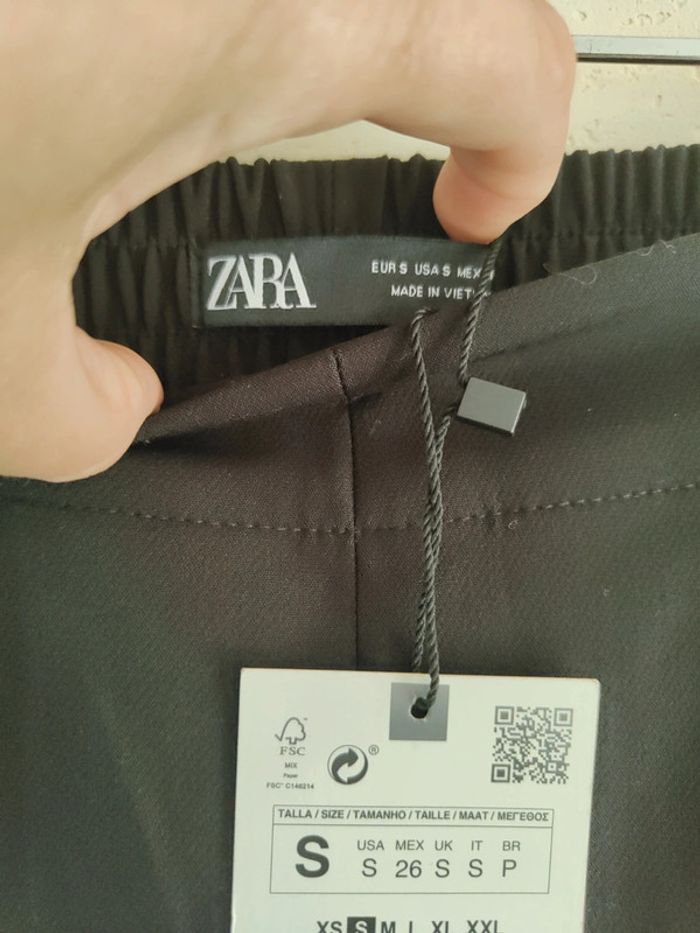 ZARA
EUR S USA S MEX
MADE IN VIET
FSC
MIX
Paper
FSC™ C146214
®
TALLA / SIZE / TAMANHO / TAILLE / MAAT / ΜΕΓΕΘΟΣ
S
USA MEX UK IT BR
S 26 S S P
XS S M L XL XXL